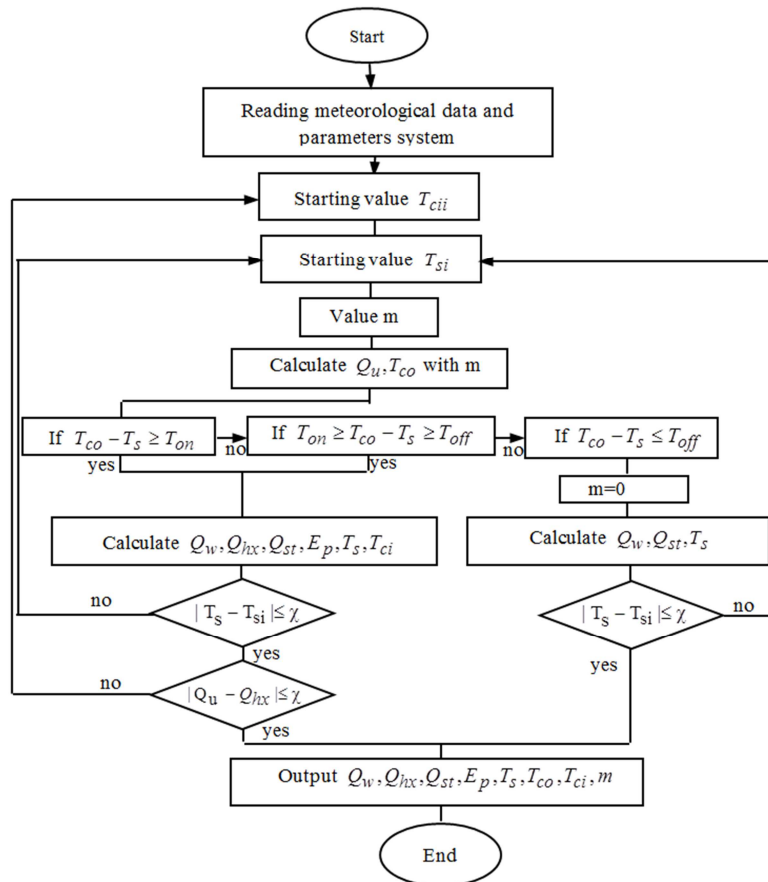 Start
Reading meteorological data and
parameters system
Starting value T_cii
Starting value T_si
Value m
Calculate Q_u,T_co with m
If T_co − T_s ≥ T_on
no
If T_on ≥ T_co − T_s ≥ T_off
no
If T_co − T_s ≤ T_off
yes
yes
m=0
Calculate Q_w,Q_hx,Q_st,E_p,T_s,T_ci
Calculate Q_w,Q_st,T_s
no
| T_s − T_si |≤ χ
| T_s − T_si |≤ χ
no
yes
yes
no
|Q_u − Q_hx|≤ χ
yes
Output Q_w,Q_hx,Q_st,E_p,T_s,T_co,T_ci,m
End